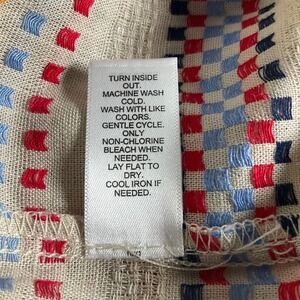 TURN INSIDE
OUT.
MACHINE WASH
COLD.
WASH WITH LIKE
COLORS.
GENTLE CYCLE.
ONLY
NON-CHLORINE
BLEACH WHEN
NEEDED.
LAY FLAT TO
DRY.
COOL IRON IF
NEEDED.